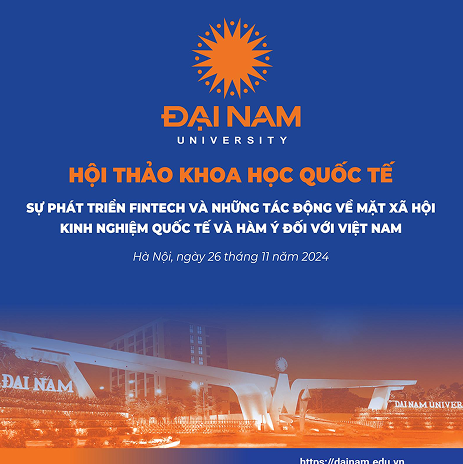 ĐẠI NAM
UNIVERSITY
HỘI THẢO KHOA HỌC QUỐC TẾ
SỰ PHÁT TRIỂN FINTECH VÀ NHỮNG TÁC ĐỘNG VỀ MẶT XÃ HỘI
KINH NGHIỆM QUỐC TẾ VÀ HÀM Ý ĐỐI VỚI VIỆT NAM
Hà Nội, ngày 26 tháng 11 năm 2024
ĐẠI NAM
DAI NAM UNIVER
https://dainam.edu.vn